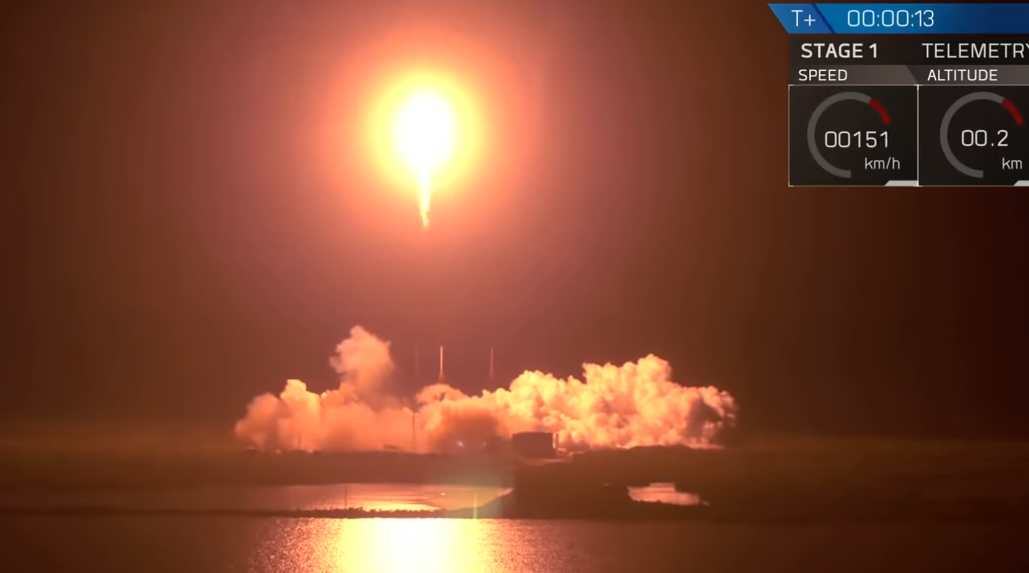 T+ 00:00:13
STAGE 1 TELEMETRY
SPEED ALTITUDE
00151 00.2
km/h km